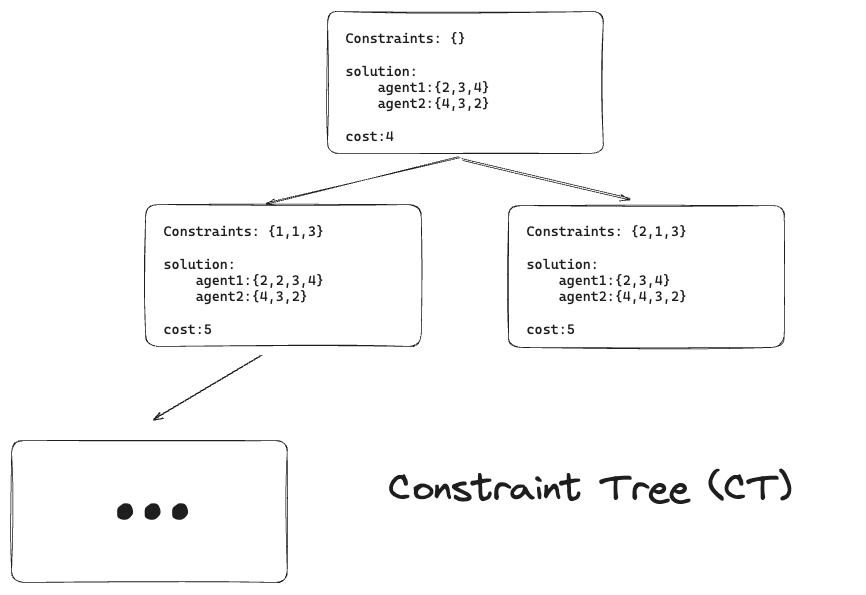 Constraints: {}
solution:
agent1:{2,3,4}
agent2:{4,3,2}
cost:4
Constraints: {1,1,3}
solution:
agent1:{2,2,3,4}
agent2:{4,3,2}
cost:5
Constraints: {2,1,3}
solution:
agent1:{2,3,4}
agent2:{4,4,3,2}
cost:5
Constraint Tree (CT)